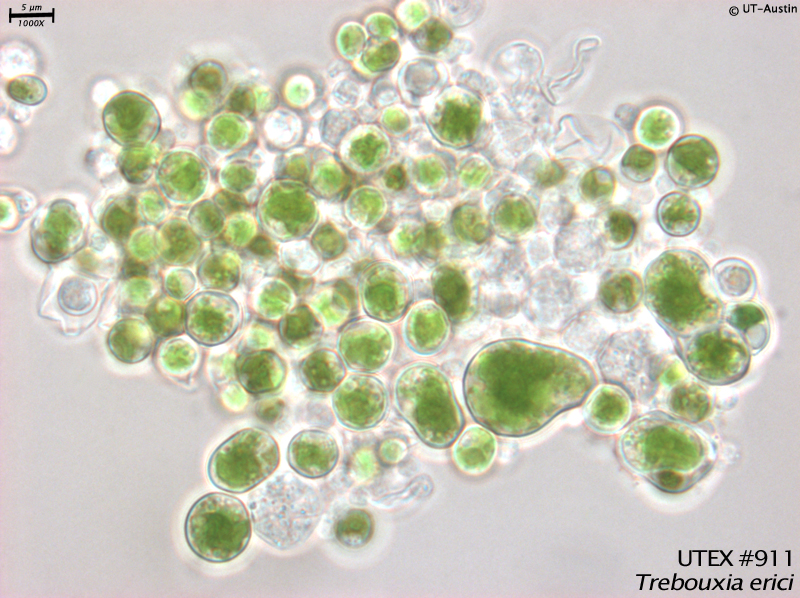 5 µm
1000X
© UT-Austin
UTEX #911
Trebouxia erici